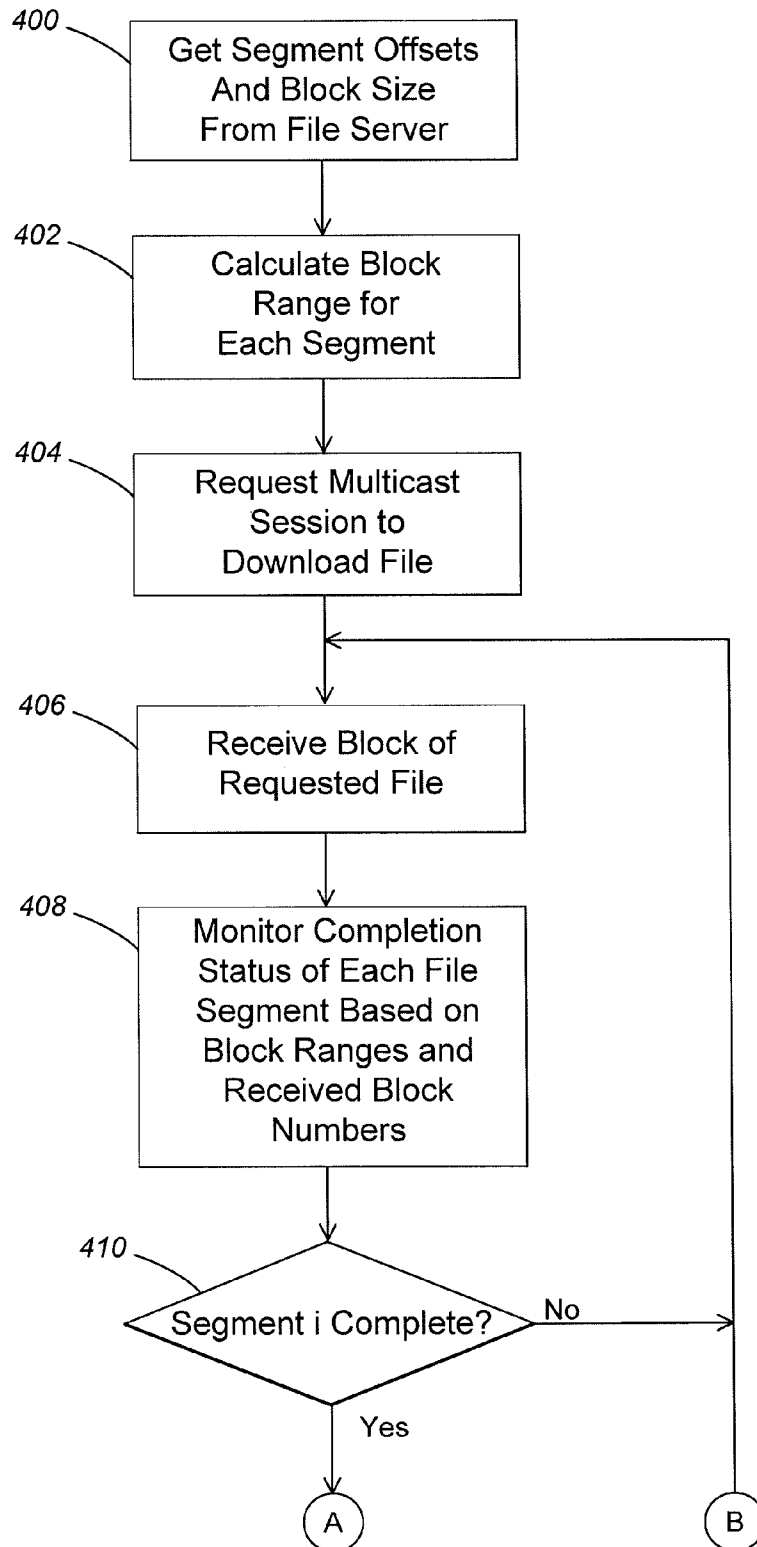 400
Get Segment Offsets
And Block Size
From File Server
402
Calculate Block
Range for
Each Segment
404
Request Multicast
Session to
Download File
406
Receive Block of
Requested File
408
Monitor Completion
Status of Each File
Segment Based on
Block Ranges and
Received Block
Numbers
410
Segment i Complete?
No
Yes
A
B